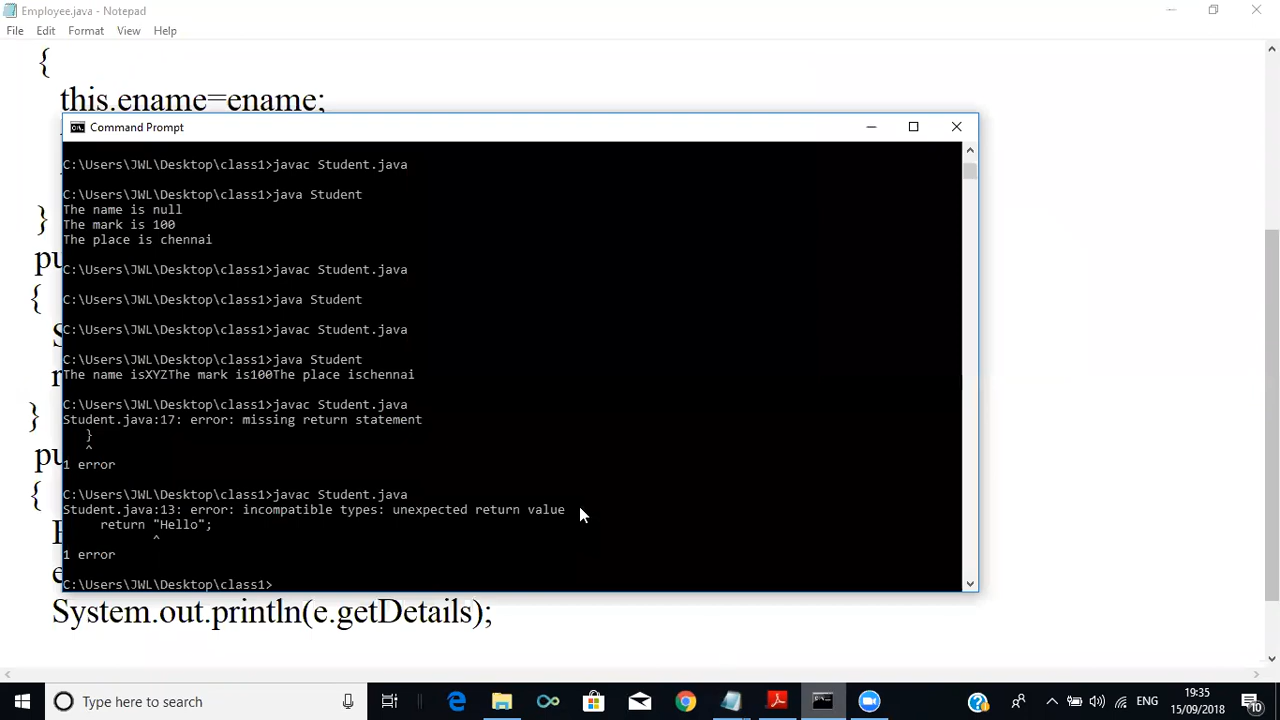 Employee.java - Notepad
File Edit Format View Help
{
this.ename=ename;
Command Prompt
C:\Users\JWL\Desktop\class1>javac Student.java
C:\Users\JWL\Desktop\class1>java Student
The name is null
The mark is 100
The place is chennai
C:\Users\JWL\Desktop\class1>javac Student.java
C:\Users\JWL\Desktop\class1>java Student
C:\Users\JWL\Desktop\class1>javac Student.java
C:\Users\JWL\Desktop\class1>java Student
The name isXYZThe mark is100The place ischennai
C:\Users\JWL\Desktop\class1>javac Student.java
Student.java:17: error: missing return statement
}
^
1 error
C:\Users\JWL\Desktop\class1>javac Student.java
Student.java:13: error: incompatible types: unexpected return value
return "Hello";
^
1 error
C:\Users\JWL\Desktop\class1>
}
pu
{
S
r
}
pu
{
E
e
System.out.println(e.getDetails);
Type here to search
ENG
19:35
15/09/2018
10